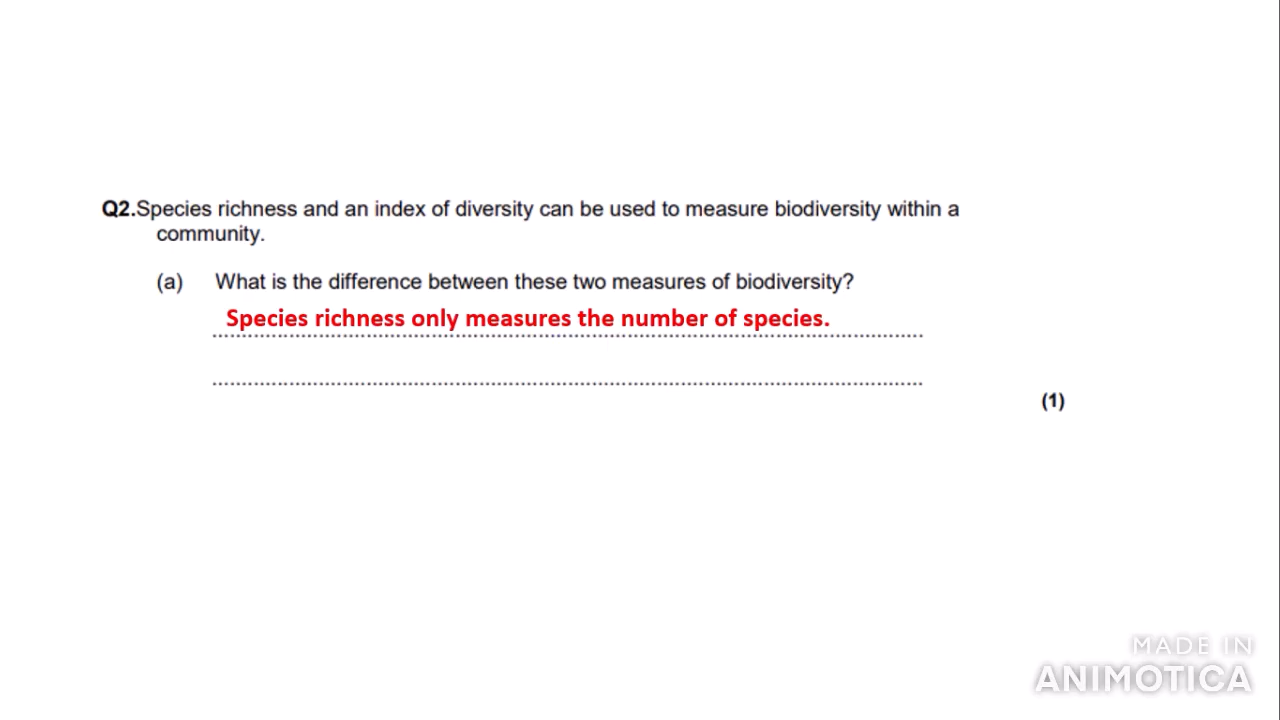 Q2.Species richness and an index of diversity can be used to measure biodiversity within a
community.
(a) What is the difference between these two measures of biodiversity?
Species richness only measures the number of species.
(1)
MADE IN
ANIMOTICA